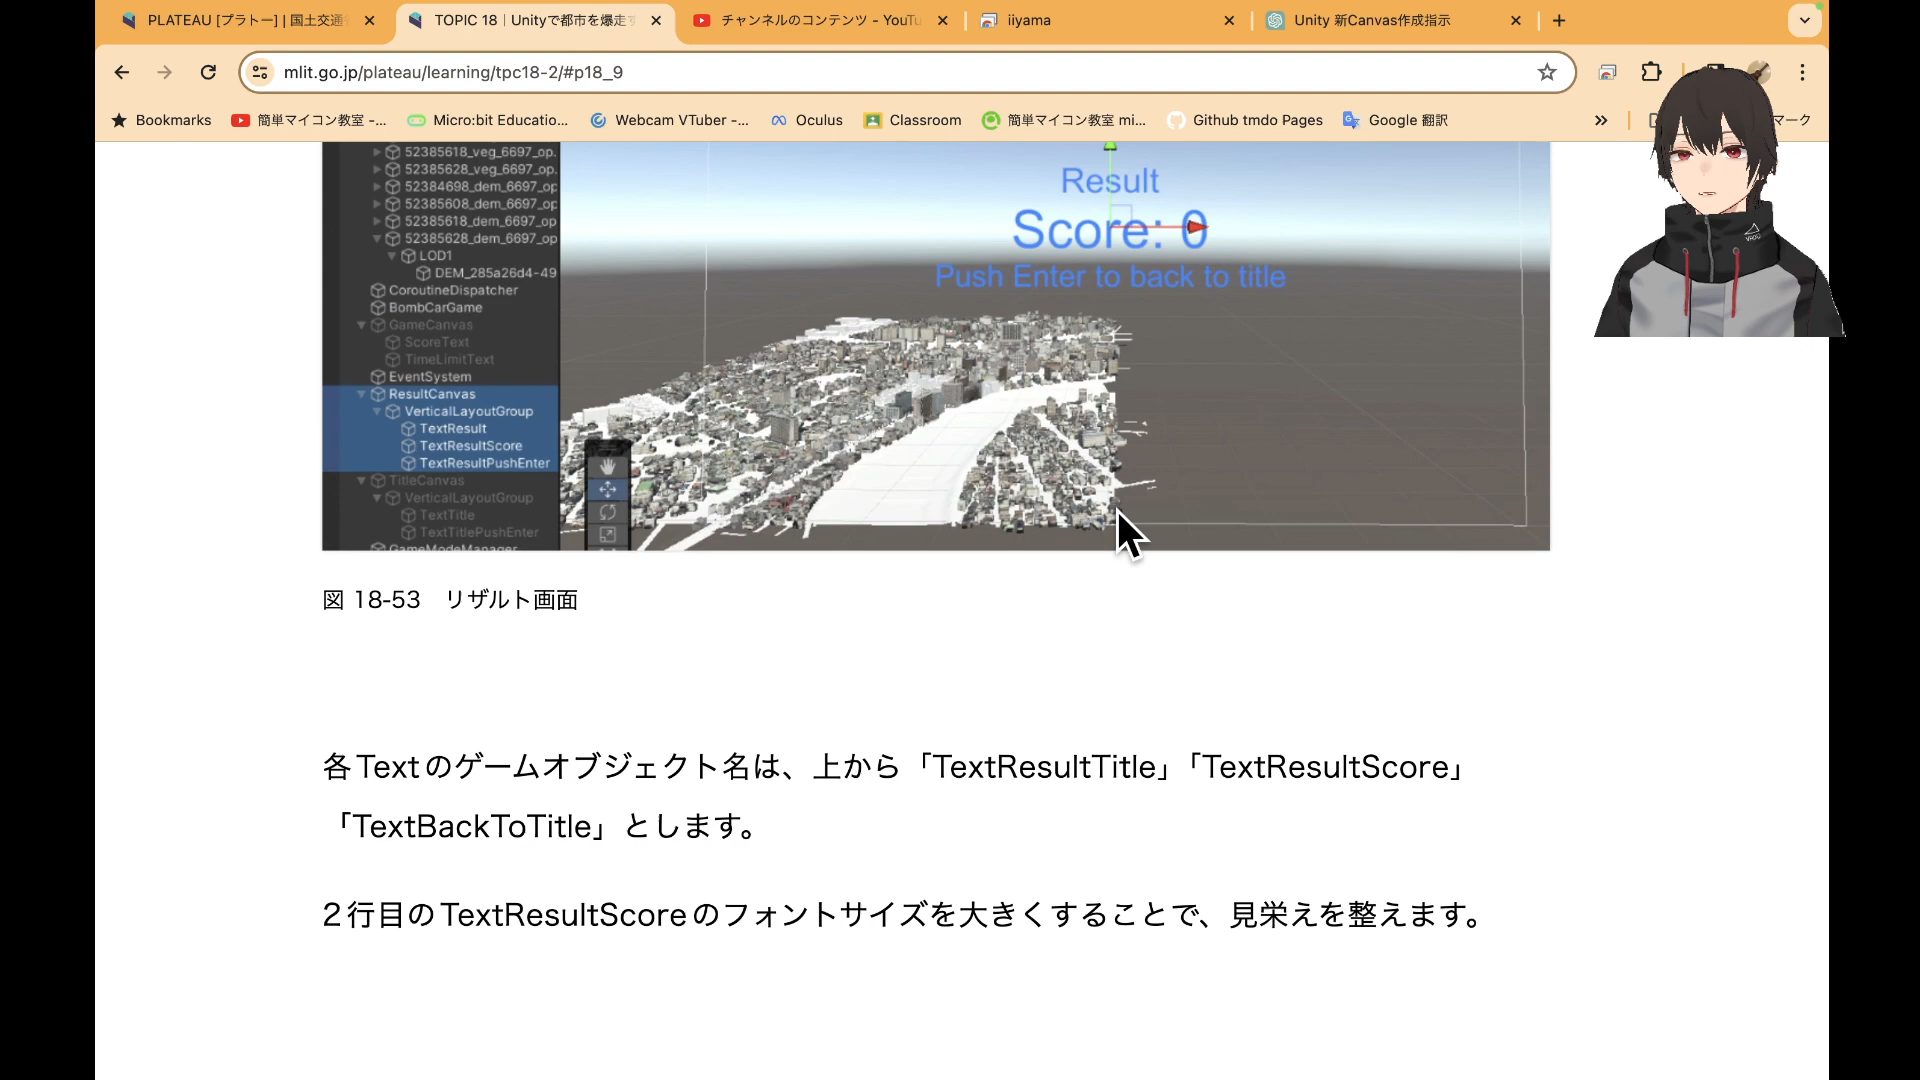 PLATEAU [プラトー] | 国土交通
TOPIC 18｜Unityで都市を爆走す
チャンネルのコンテンツ - YouTu
iiyama
Unity 新Canvas作成指示
mlit.go.jp/plateau/learning/tpc18-2/#p18_9
Bookmarks
簡単マイコン教室 -...
Micro:bit Educatio...
Webcam VTuber -...
Oculus
Classroom
簡単マイコン教室 mi...
Github tmdo Pages
Google 翻訳
マーク
52385618_veg_6697_op.
52385628_veg_6697_op.
52384698_dem_6697_op
52385608_dem_6697_op
52385618_dem_6697_op
52385628_dem_6697_op
LOD1
DEM_285a26d4-49
CoroutineDispatcher
BombCarGame
GameCanvas
ScoreText
TimeLimitText
EventSystem
ResultCanvas
VerticalLayoutGroup
TextResult
TextResultScore
TextResultPushEnter
TitleCanvas
VerticalLayoutGroup
TextTitle
TextTitlePushEnter
GameModeManager
Result
Score: 0
Push Enter to back to title
図 18-53　リザルト画面
各Textのゲームオブジェクト名は、上から「TextResultTitle」「TextResultScore」
「TextBackToTitle」とします。
2行目のTextResultScoreのフォントサイズを大きくすることで、見栄えを整えます。